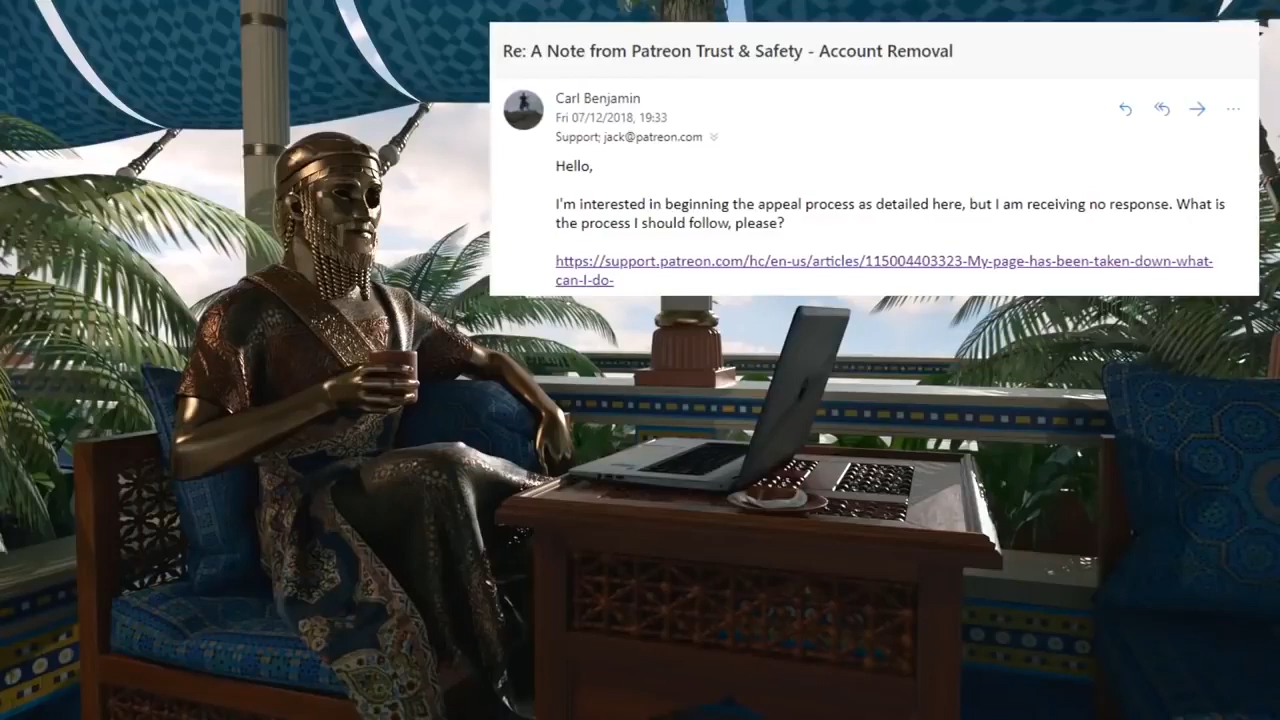 Re: A Note from Patreon Trust & Safety - Account Removal
Carl Benjamin
Fri 07/12/2018, 19:33
Support; jack@patreon.com
Hello,
I'm interested in beginning the appeal process as detailed here, but I am receiving no response. What is
the process I should follow, please?
https://support.patreon.com/hc/en-us/articles/115004403323-My-page-has-been-taken-down-what-
can-I-do-